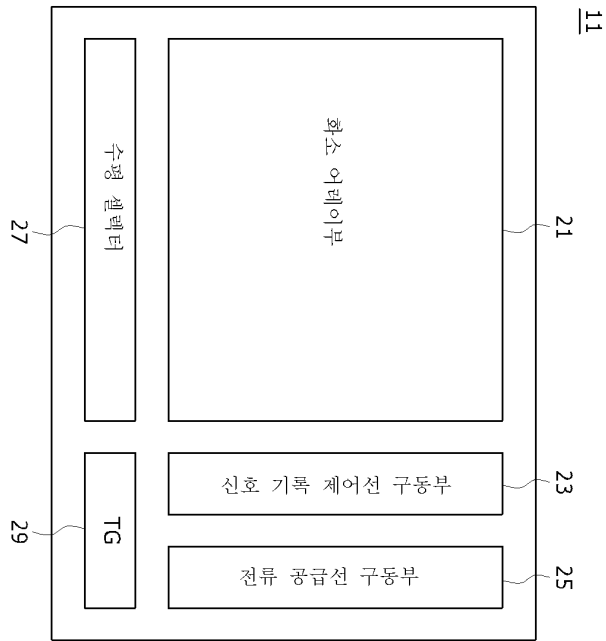 11
화소 어레이부
21
수평 셀렉터
27
신호 기록 제어선 구동부
23
전류 공급선 구동부
25
TG
29